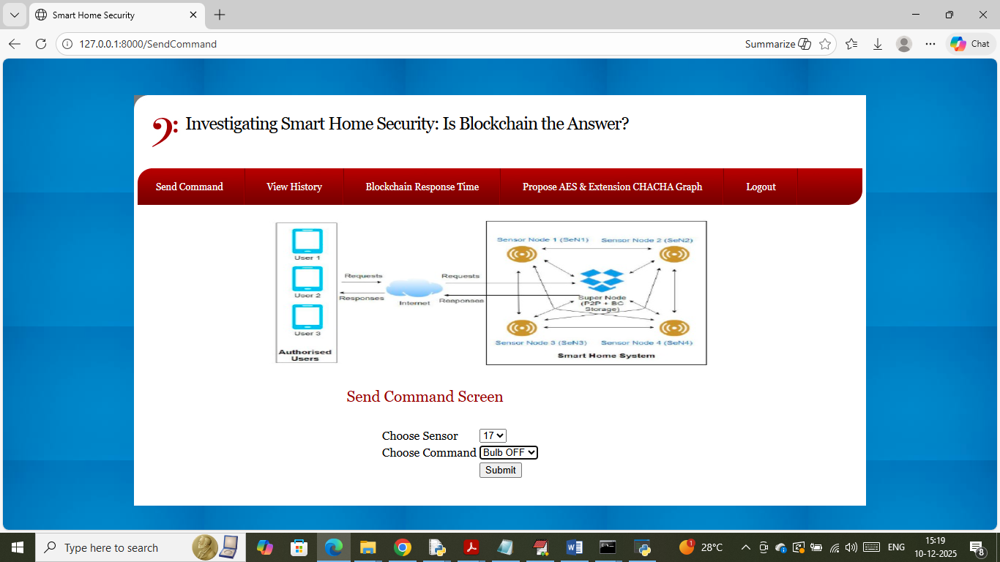 Smart Home Security
127.0.0.1:8000/SendCommand
Summarize
Chat
Investigating Smart Home Security: Is Blockchain the Answer?
Send Command
View History
Blockchain Response Time
Propose AES & Extension CHACHA Graph
Logout
User 1
User 2
User 3
Authorised
Users
Requests
Responses
Internet
Requests
Responses
Sensor Node 1 (SeN1)
Sensor Node 2 (SeN2)
Super Node
(P2P + BC
Storage)
Sensor Node 3 (SeN3)
Sensor Node 4 (SeN4)
Smart Home System
Send Command Screen
Choose Sensor 17
Choose Command Bulb OFF
Submit
Type here to search
1
28°C
ENG
15:19
10-12-2025
8